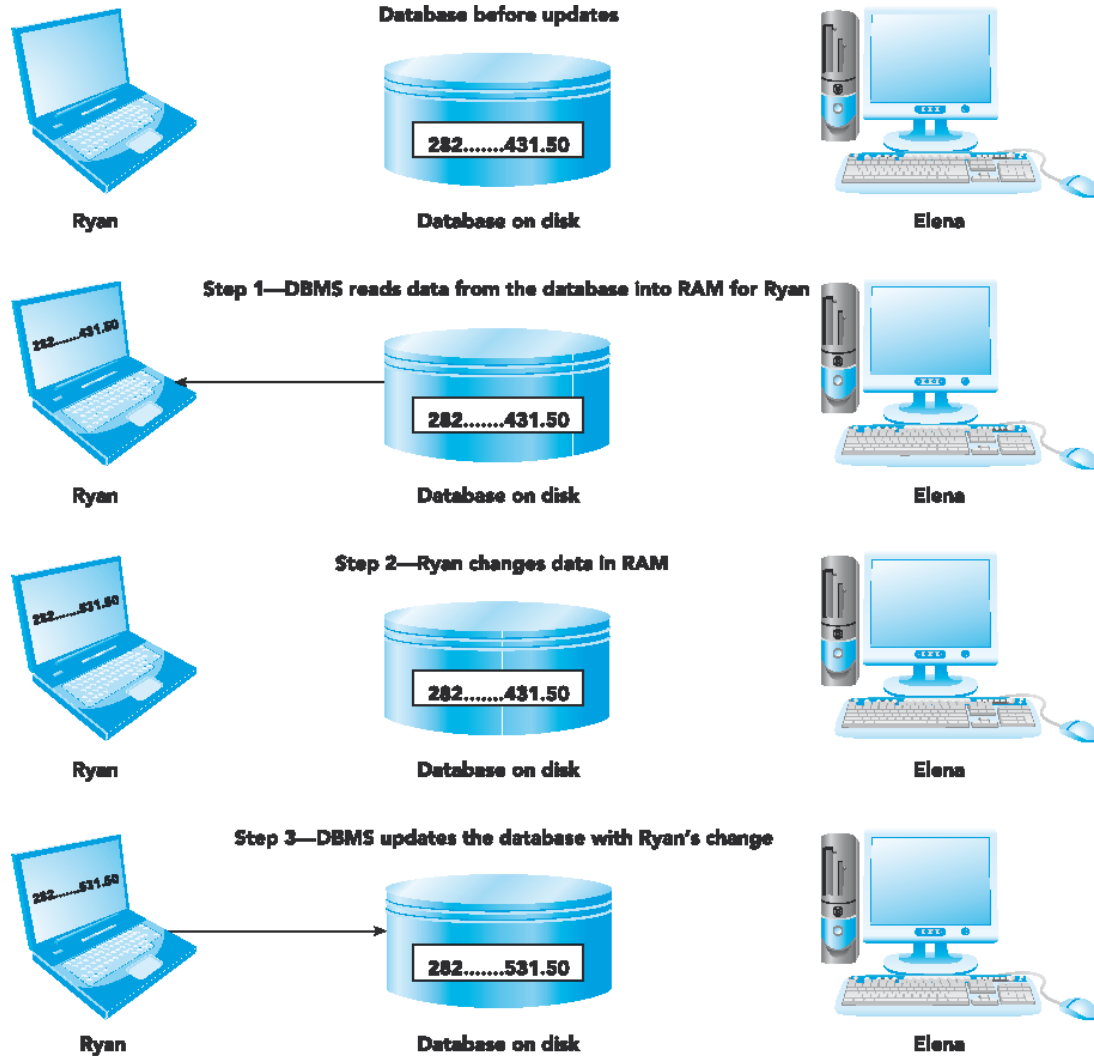 Database before updates
282.......431.50
Ryan
Database on disk
Elena
Step 1—DBMS reads data from the database into RAM for Ryan
282.......431.50
282.......431.50
Ryan
Database on disk
Elena
Step 2—Ryan changes data in RAM
282.......531.50
282.......431.50
Ryan
Database on disk
Elena
Step 3—DBMS updates the database with Ryan’s change
282.......531.50
282.......531.50
Ryan
Database on disk
Elena